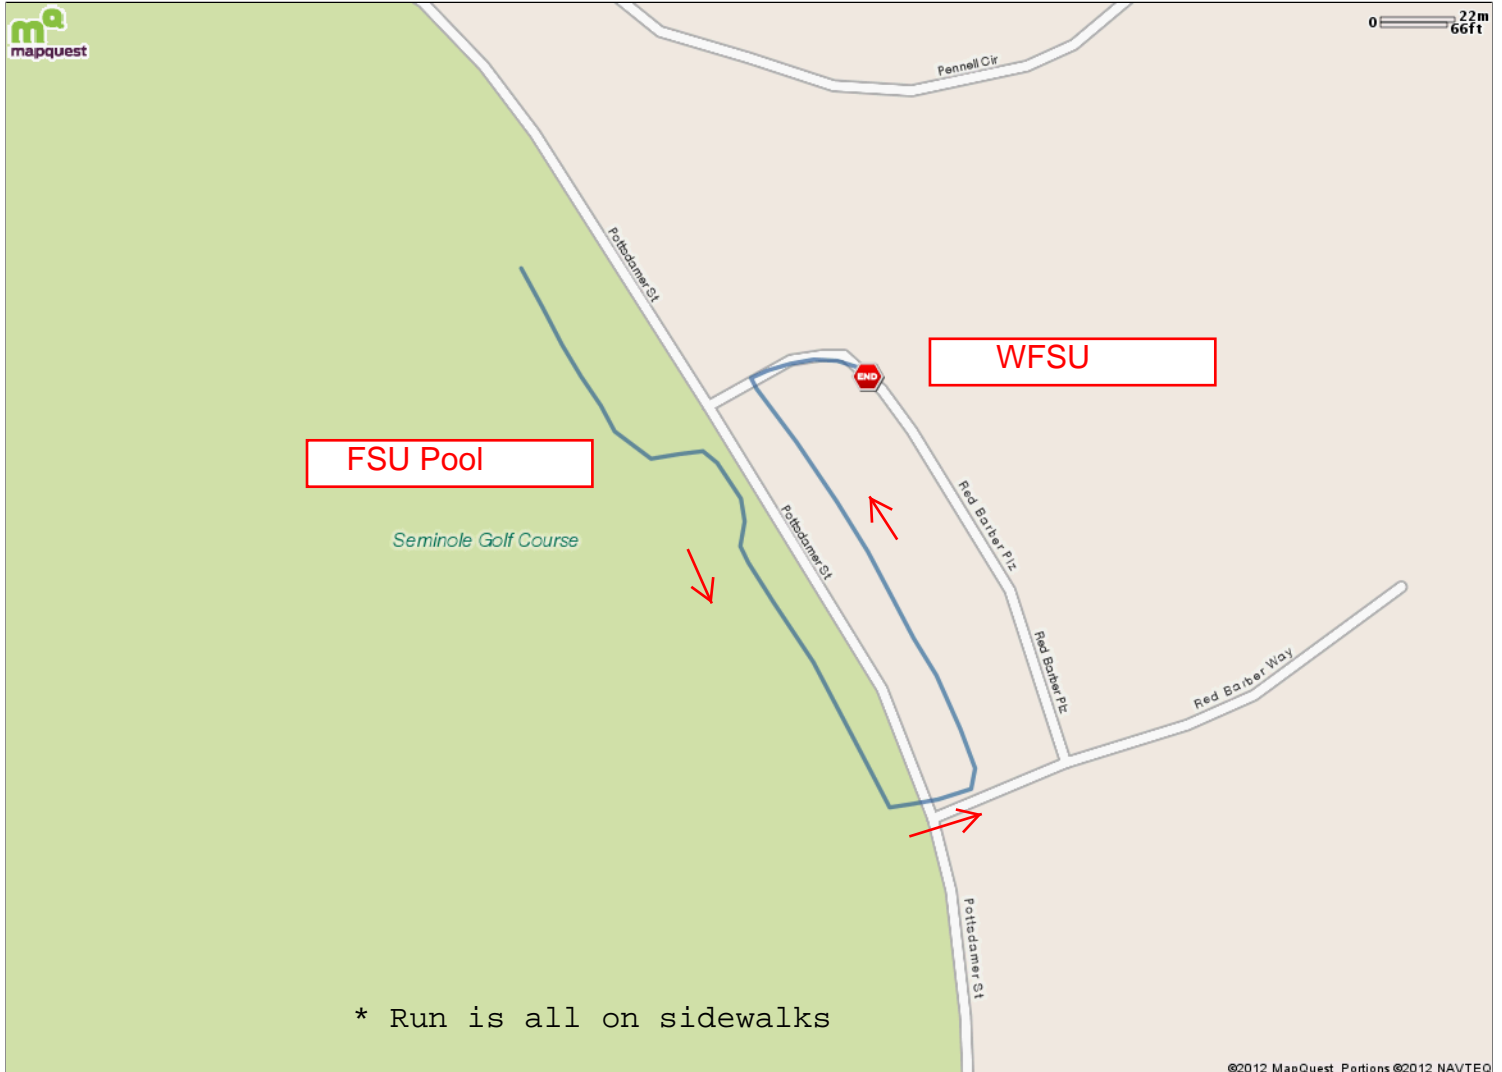 mQ
mapquest
0 22m
66ft
Pennell Cir
Pottsdamer St
WFSU
END
FSU Pool
Red Barber Plz
Pottsdamer St
Seminole Golf Course
Red Barber Plz
Red Barber Way
Pottsdamer St
* Run is all on sidewalks
©2012 MapQuest Portions ©2012 NAVTEQ